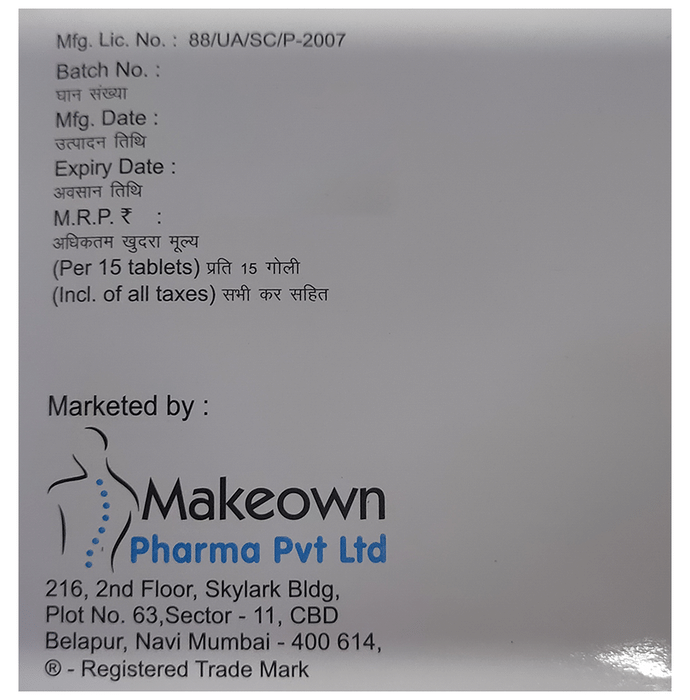 Mfg. Lic. No. : 88/UA/SC/P-2007
Batch No. :
घान संख्या
Mfg. Date :
उत्पादन तिथि
Expiry Date :
अवसान तिथि
M.R.P. ₹ :
अधिकतम खुदरा मूल्य
(Per 15 tablets) प्रति 15 गोली
(Incl. of all taxes) सभी कर सहित
Marketed by :
Makeown
Pharma Pvt Ltd
216, 2nd Floor, Skylark Bldg,
Plot No. 63,Sector - 11, CBD
Belapur, Navi Mumbai - 400 614,
® - Registered Trade Mark